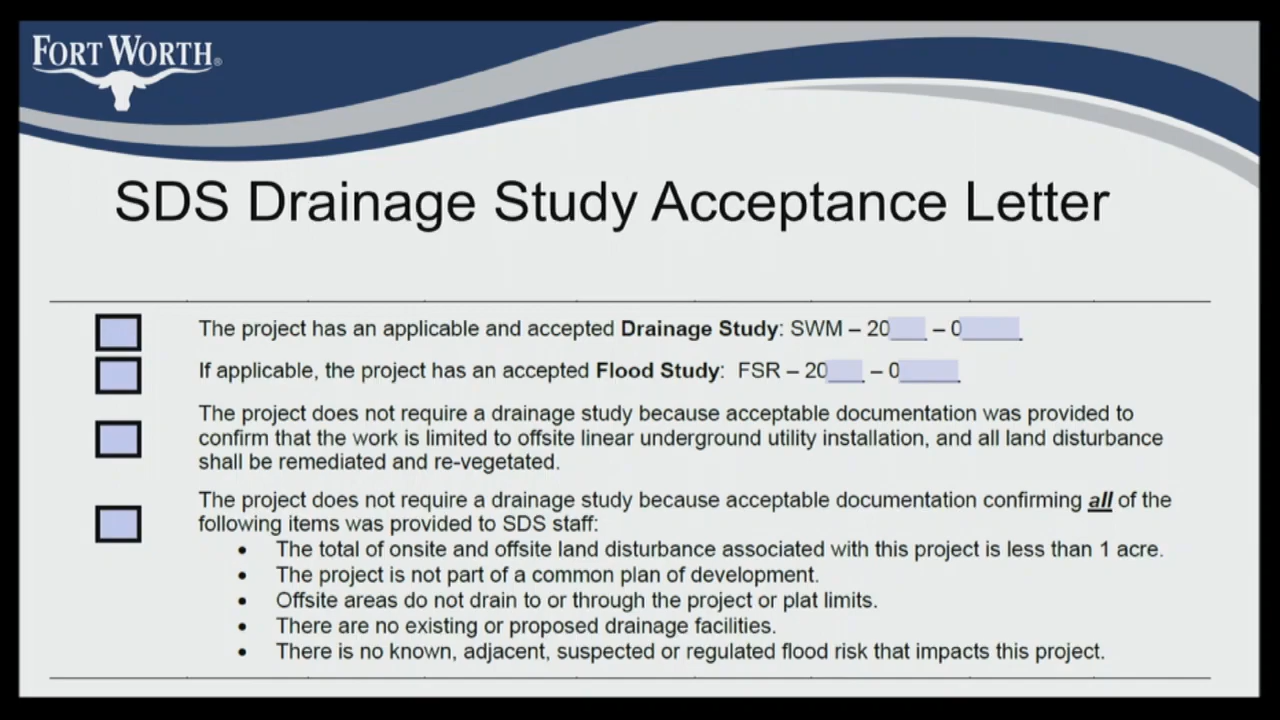 FORT WORTH®
SDS Drainage Study Acceptance Letter
The project has an applicable and accepted Drainage Study: SWM – 20___ – 0_____.
If applicable, the project has an accepted Flood Study: FSR – 20___. – 0_____.
The project does not require a drainage study because acceptable documentation was provided to
confirm that the work is limited to offsite linear underground utility installation, and all land disturbance
shall be remediated and re-vegetated.
The project does not require a drainage study because acceptable documentation confirming all of the
following items was provided to SDS staff:
• The total of onsite and offsite land disturbance associated with this project is less than 1 acre.
• The project is not part of a common plan of development.
• Offsite areas do not drain to or through the project or plat limits.
• There are no existing or proposed drainage facilities.
• There is no known, adjacent, suspected or regulated flood risk that impacts this project.